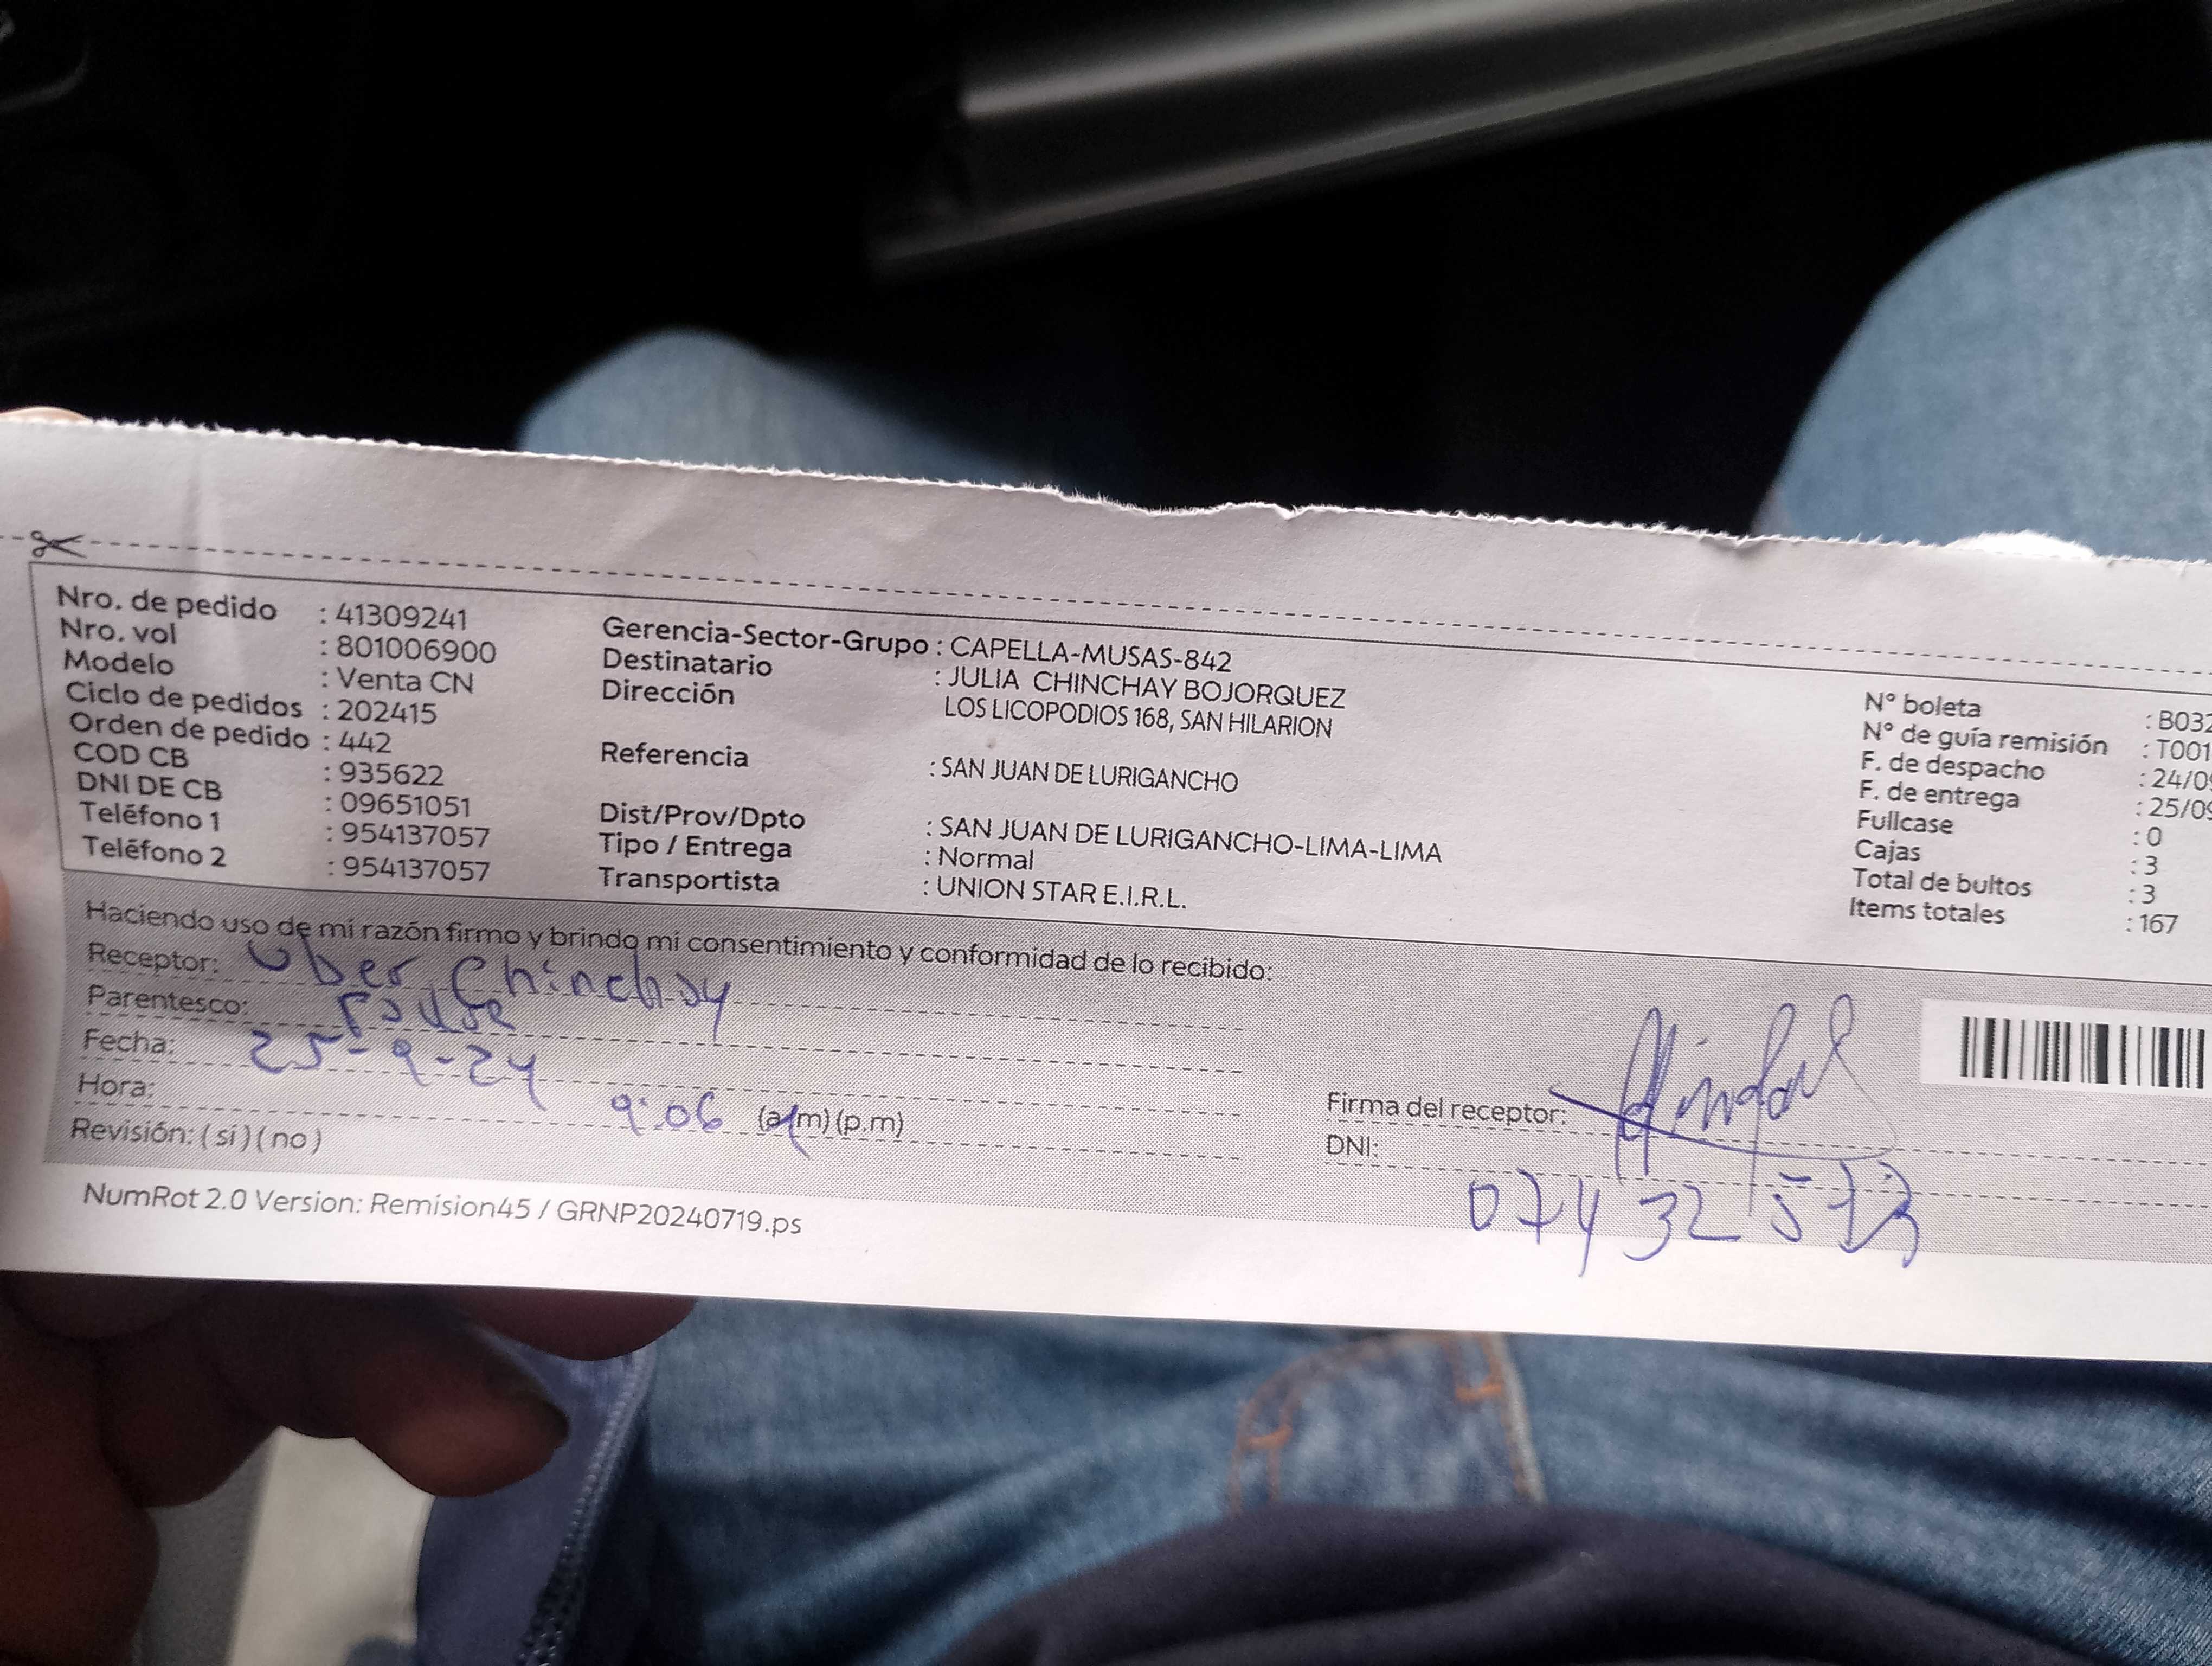 Nro. de pedido : 41309241
Nro. vol : 801006900
Modelo : Venta CN
Ciclo de pedidos : 202415
Orden de pedido : 442
COD CB : 935622
DNI DE CB : 09651051
Teléfono 1 : 954137057
Teléfono 2 : 954137057
Gerencia-Sector-Grupo : CAPELLA-MUSAS-842
Destinatario : JULIA CHINCHAY BOJORQUEZ
Dirección LOS LICOPODIOS 168, SAN HILARION
Referencia : SAN JUAN DE LURIGANCHO
Dist/Prov/Dpto : SAN JUAN DE LURIGANCHO-LIMA-LIMA
Tipo / Entrega : Normal
Transportista : UNION STAR E.I.R.L.
N° boleta : B032
N° de guía remisión : T001
F. de despacho : 24/09
F. de entrega : 25/09
Fullcase : 0
Cajas : 3
Total de bultos : 3
Items totales : 167
Haciendo uso de mi razón firmo y brindo mi consentimiento y conformidad de lo recibido:
Receptor: Uber Chinchay
Parentesco:
Fecha: 25-9-24
Hora: 9:06 (a.m) (p.m)
Revisión: ( si ) ( no )
Firma del receptor:
DNI:
NumRot 2.0 Version: Remision45 / GRNP20240719.ps